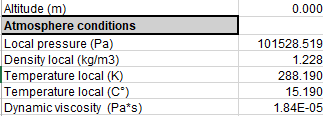 Altitude (m) 0.000
Atmosphere conditions
Local pressure (Pa) 101528.519
Density local (kg/m3) 1.228
Temperature local (K) 288.190
Temperature local (C°) 15.190
Dynamic viscosity (Pa*s) 1.84E-05